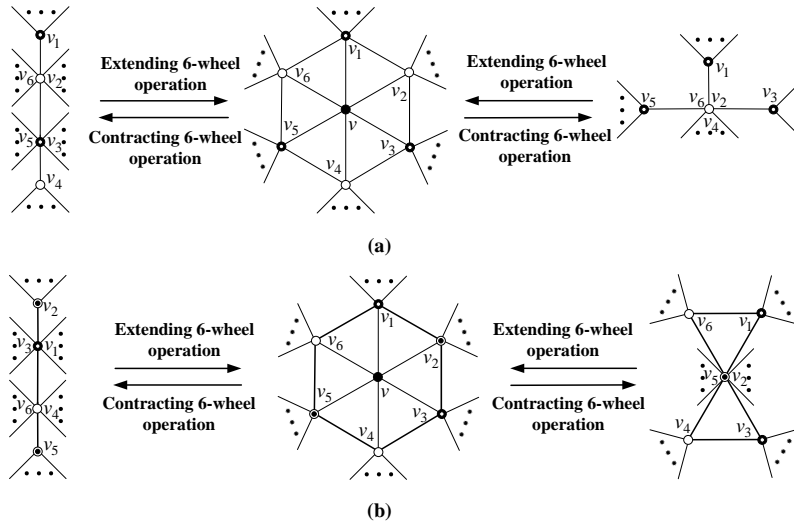 v1
v6 v2
v5 v3
v4
Extending 6-wheel
operation
Contracting 6-wheel
operation
v1
v6
v2
v
v5
v3
v4
Extending 6-wheel
operation
Contracting 6-wheel
operation
v1
v5
v6 v2
v3
v4
(a)
v2
v3 v1
v6 v4
v5
Extending 6-wheel
operation
Contracting 6-wheel
operation
v1
v6
v2
v5
v
v3
v4
Extending 6-wheel
operation
Contracting 6-wheel
operation
v6 v1
v5 v2
v4 v3
(b)